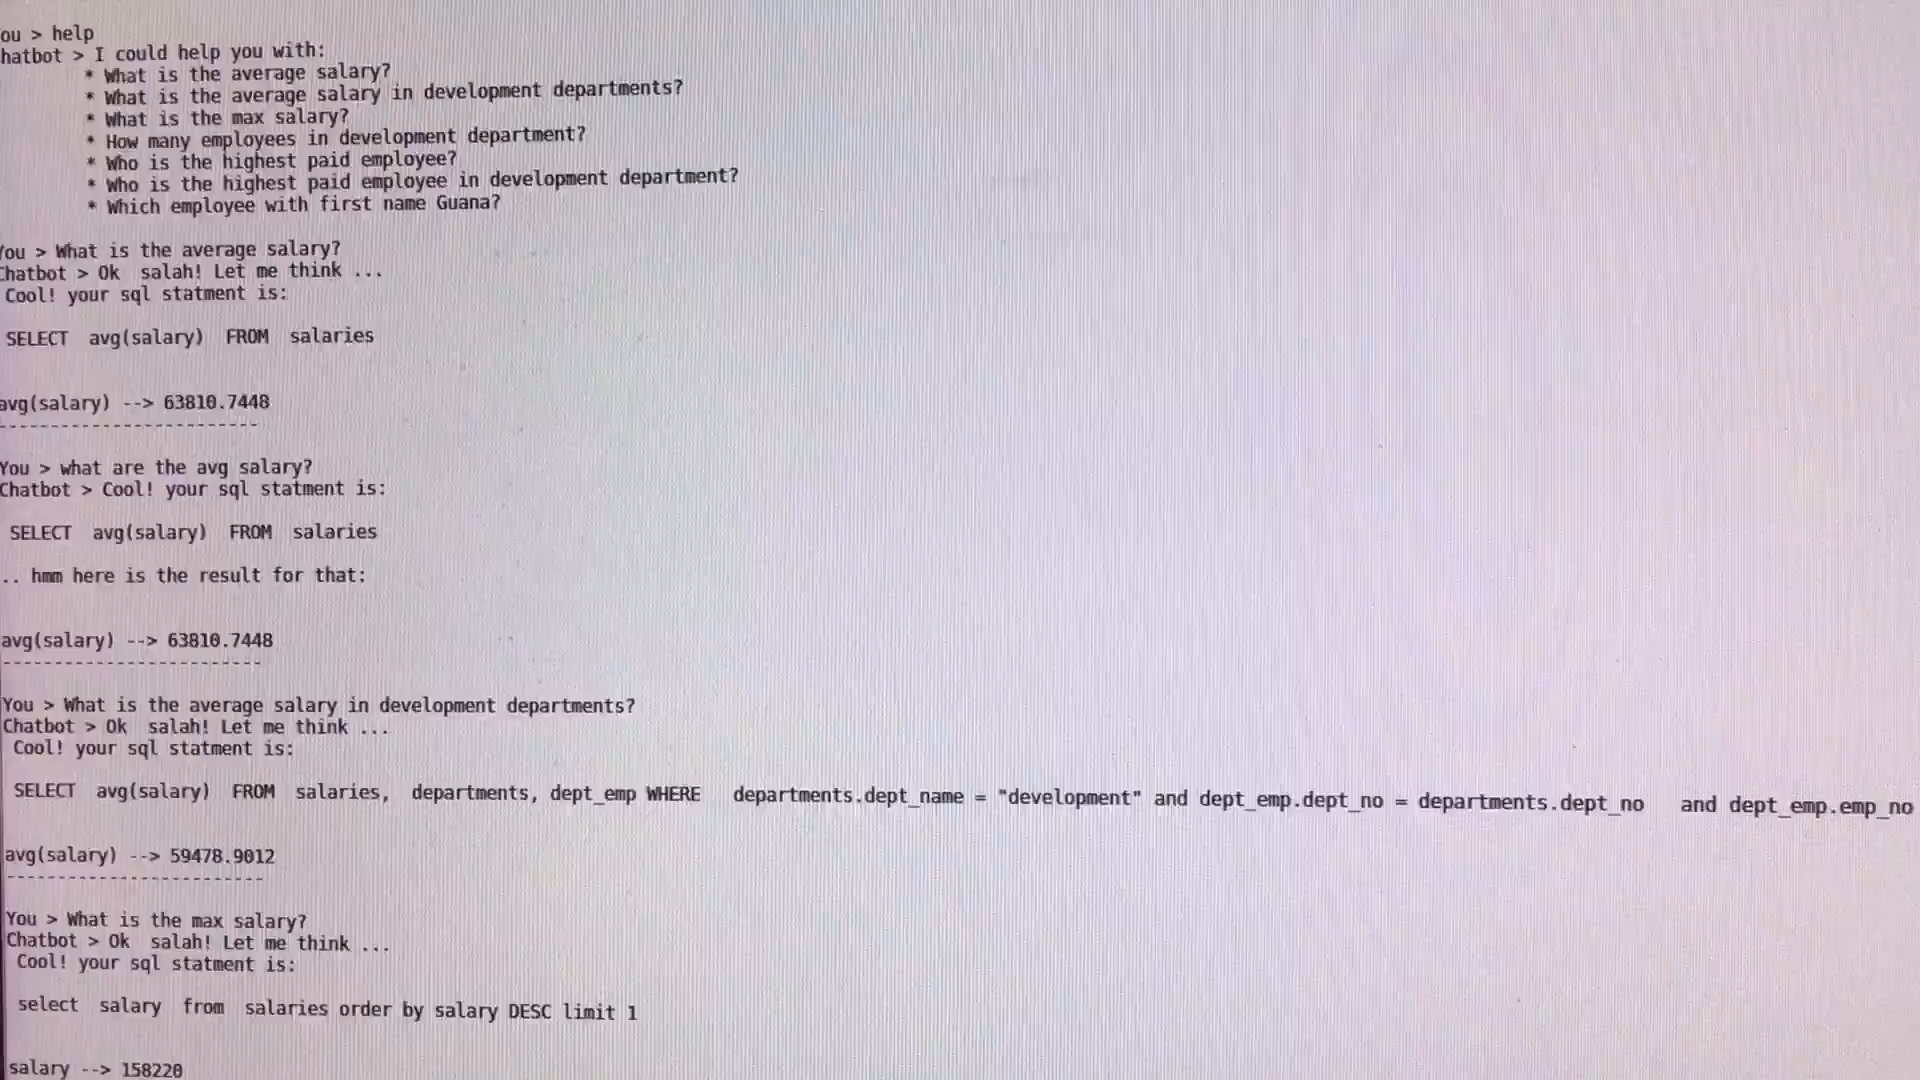 ou > help
hatbot > I could help you with:
* What is the average salary?
* What is the average salary in development departments?
* What is the max salary?
* How many employees in development department?
* Who is the highest paid employee?
* Who is the highest paid employee in development department?
* Which employee with first name Guana?
You > What is the average salary?
Chatbot > Ok  salah! Let me think ...
Cool! your sql statment is:
SELECT  avg(salary)  FROM  salaries
avg(salary) --> 63810.7448
-------------------------
You > what are the avg salary?
Chatbot > Cool! your sql statment is:
SELECT  avg(salary)  FROM  salaries
.. hmm here is the result for that:
avg(salary) --> 63810.7448
-------------------------
You > What is the average salary in development departments?
Chatbot > Ok  salah! Let me think ...
Cool! your sql statment is:
SELECT  avg(salary)  FROM  salaries,  departments, dept_emp WHERE   departments.dept_name = "development" and dept_emp.dept_no = departments.dept_no   and dept_emp.emp_no
avg(salary) --> 59478.9012
-------------------------
You > What is the max salary?
Chatbot > Ok  salah! Let me think ...
Cool! your sql statment is:
select  salary  from  salaries order by salary DESC limit 1
salary --> 158220